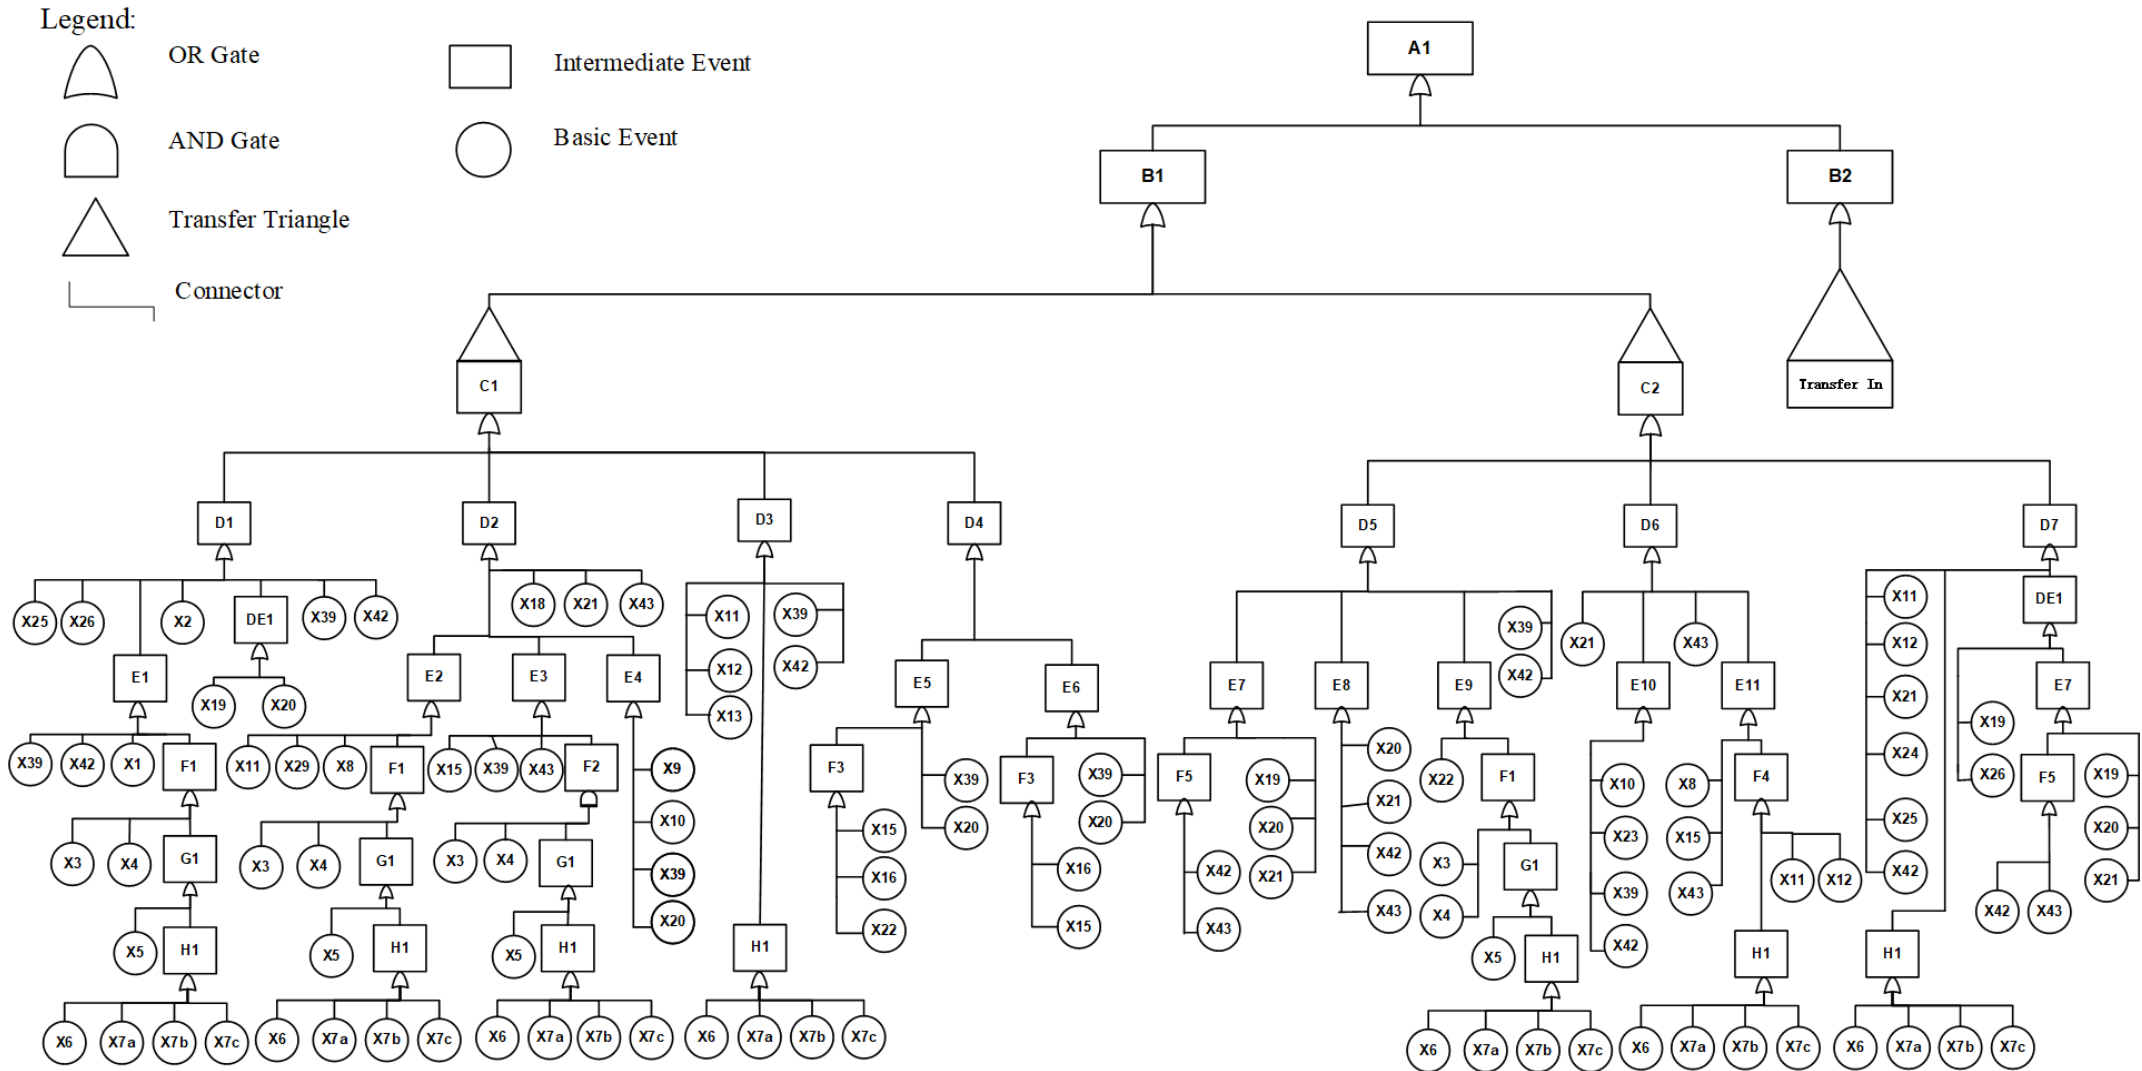 Legend:
OR Gate
Intermediate Event
AND Gate
Basic Event
Transfer Triangle
Connector
A1
B1
B2
C1
C2
Transfer In
D1
D2
D3
D4
D5
D6
D7
X25
X26
X2
DE1
X39
X42
E1
X19
X20
X39
X42
X1
F1
X3
X4
G1
X5
H1
X6
X7a
X7b
X7c
X18
X21
X43
E2
E3
E4
X11
X29
X8
F1
X3
X4
G1
X5
H1
X6
X7a
X7b
X7c
X15
X39
X43
F2
X3
X4
G1
X5
H1
X6
X7a
X7b
X7c
X9
X10
X39
X20
X11
X12
X13
X39
X42
H1
X6
X7a
X7b
X7c
E5
E6
F3
X39
X20
X15
X16
X22
F3
X39
X20
X16
X15
E7
E8
E9
X39
X42
F5
X19
X20
X21
X42
X43
X20
X21
X42
X43
X22
F1
X3
X4
G1
X5
H1
X6
X7a
X7b
X7c
X21
E10
X43
E11
X10
X23
X39
X42
X8
X15
X43
F4
X11
X12
H1
X6
X7a
X7b
X7c
X11
X12
X21
X24
X25
X42
H1
X6
X7a
X7b
X7c
DE1
X19
X26
E7
F5
X19
X20
X21
X42
X43